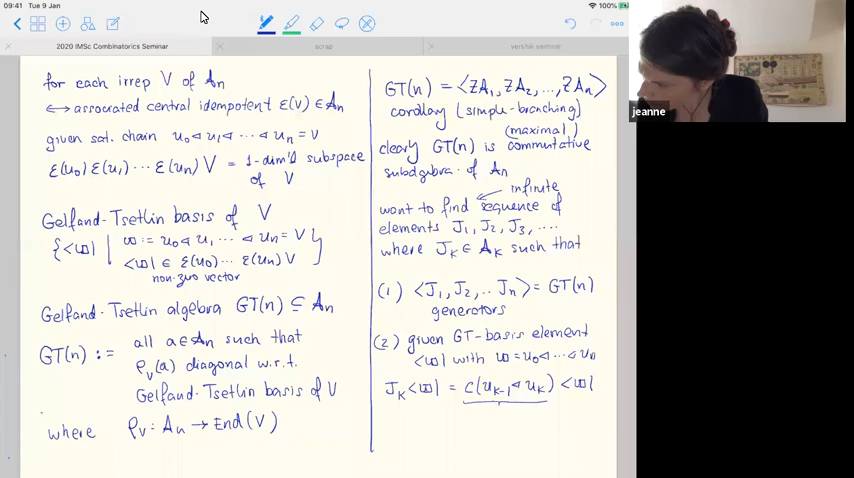 09:41 Tue 9 Jan
100%
2020 IMSc Combinatorics Seminar
scrap
vershik seminar
for each irrep V of An
⟷ associated central idempotent ε(V) ∈ An
given sat. chain u0 ◁ u1 ◁ ··· ◁ un = V
ε(u0) ε(u1) ··· ε(un) V = 1-dim'l subspace of V
Gelfand-Tsetlin basis of V
{<ω| | ω := u0 ◁ u1 ··· ◁ un = V
<ω| ∈ ε(u0) ··· ε(un) V }
non-zero vector
Gelfand-Tsetlin algebra GT(n) ⊆ An
GT(n) := all a ∈ An such that
ρV(a) diagonal w.r.t.
Gelfand-Tsetlin basis of V
where ρV : An → End(V)
GT(n) = <ZA1, ZA2, ..., ZAn>
corollary (simple-branching)
(maximal)
clearly GT(n) is commutative
subalgebra of An
infinite
want to find sequence of
elements J1, J2, J3, ....
where JK ∈ AK such that
(1) <J1, J2, .. Jn> = GT(n)
generators
(2) given GT-basis element
<ω| with ω = u0 ◁ ··· ◁ un
JK <ω| = c(uK-1 ◁ uK) <ω|
jeanne